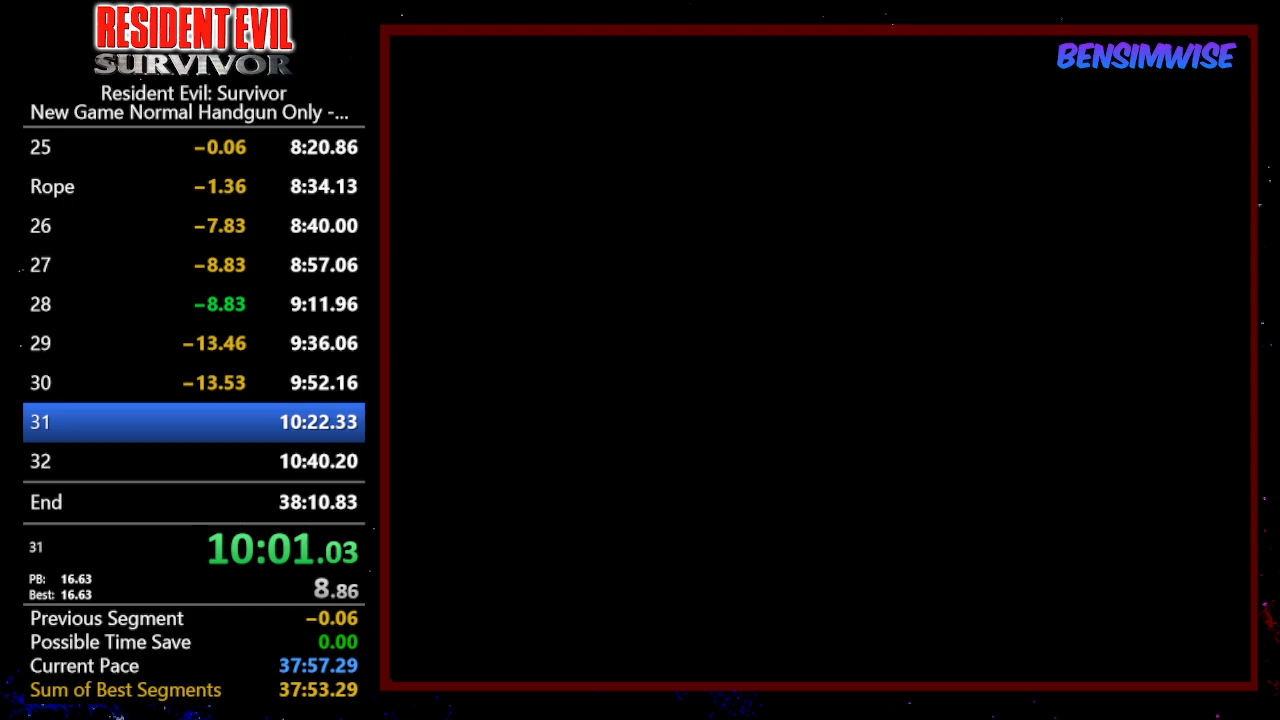 RESIDENT EVIL
SURVIVOR
Resident Evil: Survivor
New Game Normal Handgun Only -...
25 -0.06 8:20.86
Rope -1.36 8:34.13
26 -7.83 8:40.00
27 -8.83 8:57.06
28 -8.83 9:11.96
29 -13.46 9:36.06
30 -13.53 9:52.16
31 10:22.33
32 10:40.20
End 38:10.83
31 10:01.03
PB: 16.63
Best: 16.63 8.86
Previous Segment -0.06
Possible Time Save 0.00
Current Pace 37:57.29
Sum of Best Segments 37:53.29
BENSIMWISE